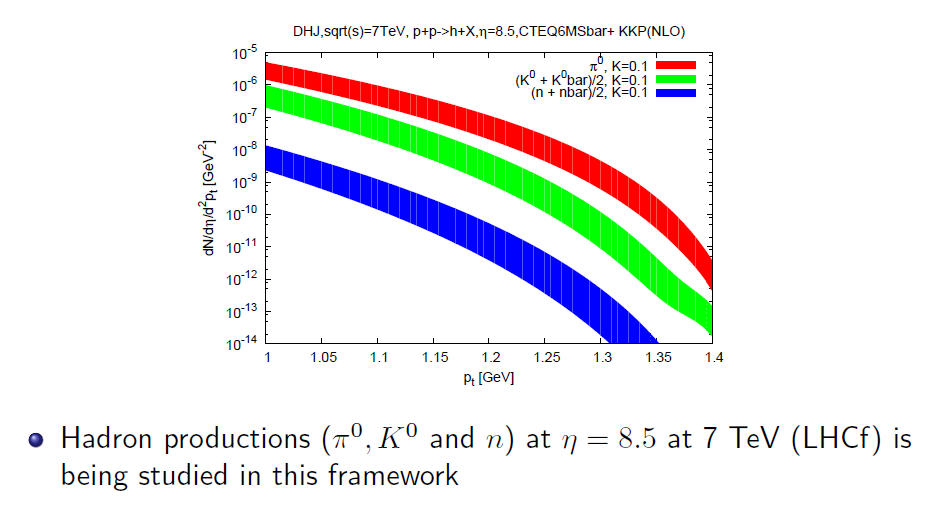 DHJ,sqrt(s)=7TeV, p+p->h+X,η=8.5,CTEQ6MSbar+ KKP(NLO)
π⁰, K=0.1
(K⁰ + K⁰bar)/2, K=0.1
(n + nbar)/2, K=0.1
dN/dη/d²pₜ [GeV⁻²]
10⁻⁵
10⁻⁶
10⁻⁷
10⁻⁸
10⁻⁹
10⁻¹⁰
10⁻¹¹
10⁻¹²
10⁻¹³
10⁻¹⁴
1 1.05 1.1 1.15 1.2 1.25 1.3 1.35 1.4
pₜ [GeV]
Hadron productions (π⁰, K⁰ and n) at η = 8.5 at 7 TeV (LHCf) is
being studied in this framework